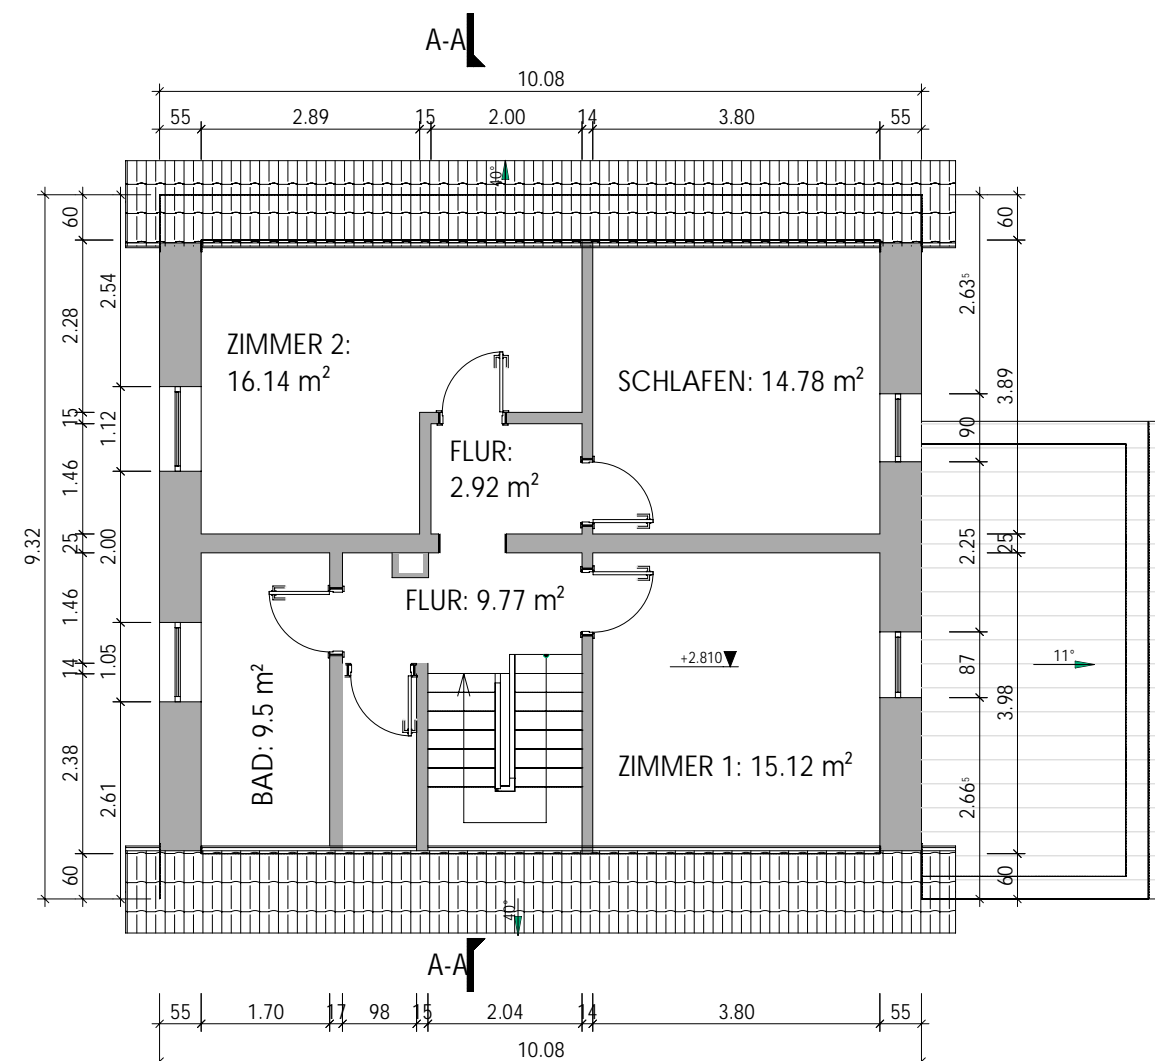 A-A
10.08
55 2.89 15 2.00 14 3.80 55
40°
60
2.54
2.28
1.12
15
1.46
25
2.00
9.32
1.46
1.05
14
2.38
2.61
60
ZIMMER 2:
16.14 m²
SCHLAFEN: 14.78 m²
FLUR:
2.92 m²
FLUR: 9.77 m²
BAD: 9.5 m²
+2.810
ZIMMER 1: 15.12 m²
60
2.63⁵
3.89
90
2.25
25
87
3.98
2.66⁵
60
11°
40°
A-A
55 1.70 17 98 15 2.04 14 3.80 55
10.08